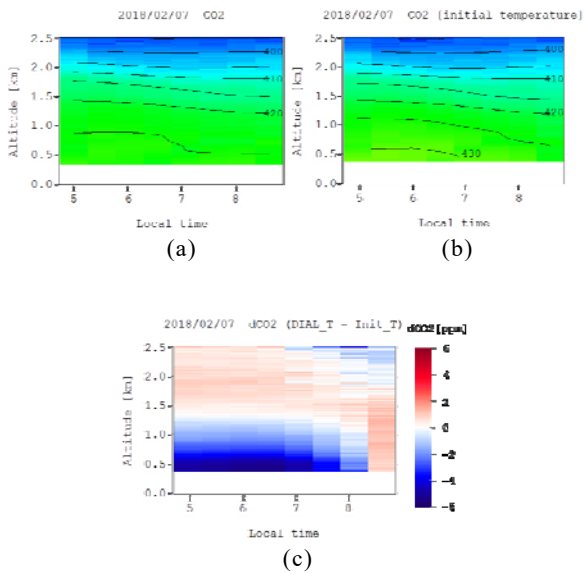 2018/02/07 CO2
2018/02/07 CO2 [initial temperature]
2.5
2.0
1.5
1.0
0.5
0.0
Altitude [km]
5 6 7 8
Local time
(a)
2.5
2.0
1.5
1.0
0.5
0.0
Altitude [km]
400
410
420
430
5 6 7 8
Local time
(b)
400
410
420
2018/02/07 dCO2 (DIAL_T - Init_T)
dCO2[ppm]
2.5
2.0
1.5
1.0
0.5
0.0
Altitude [km]
5 6 7 8
Local time
6
4
2
0
-2
-4
(c)